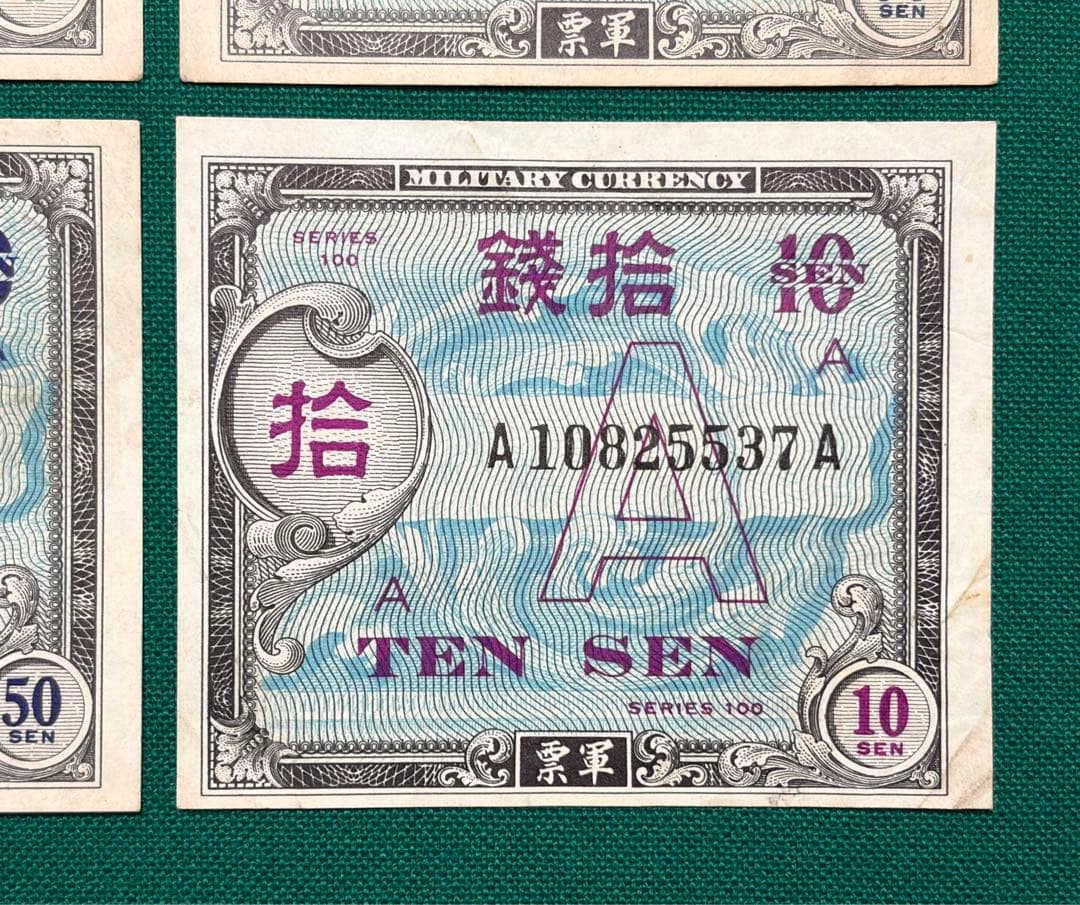 SEN
票軍
MILITARY CURRENCY
SERIES
100
錢拾
10
SEN
A
拾
A10825537A
A
A
TEN SEN
SERIES 100
10
SEN
票軍
50
SEN